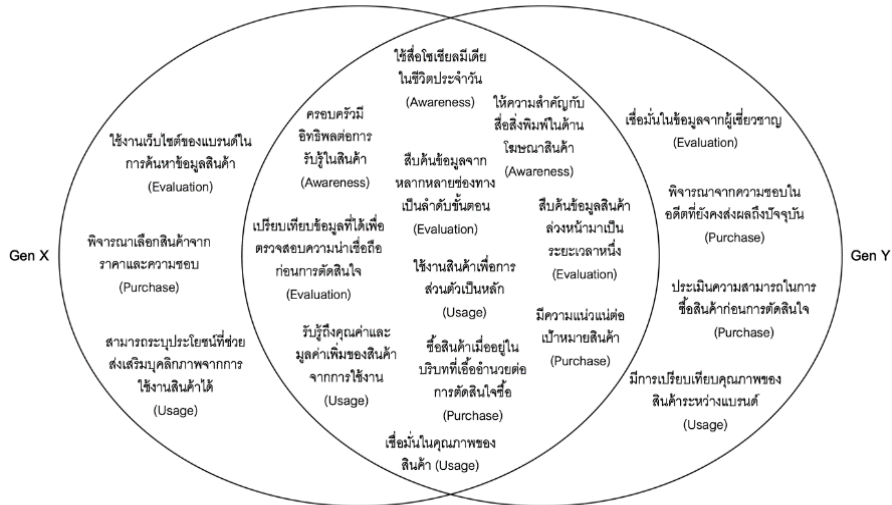 Gen X
ใช้งานเว็บไซต์ของแบรนด์ใน
การค้นหาข้อมูลสินค้า
(Evaluation)
พิจารณาเลือกสินค้าจาก
ราคาและความชอบ
(Purchase)
สามารถระบุประโยชน์ที่ช่วย
ส่งเสริมบุคลิกภาพจากการ
ใช้งานสินค้าได้
(Usage)
ใช้สื่อโซเชียลมีเดีย
ในชีวิตประจำวัน
(Awareness)
ครอบครัวมี
อิทธิพลต่อการ
รับรู้ในสินค้า
(Awareness)
ให้ความสำคัญกับ
สื่อสิ่งพิมพ์ในด้าน
โฆษณาสินค้า
(Awareness)
สืบค้นข้อมูลจาก
หลากหลายช่องทาง
เป็นลำดับขั้นตอน
(Evaluation)
เปรียบเทียบข้อมูลที่ได้เพื่อ
ตรวจสอบความน่าเชื่อถือ
ก่อนการตัดสินใจ
(Evaluation)
สืบค้นข้อมูลสินค้า
ล่วงหน้ามาเป็น
ระยะเวลาหนึ่ง
(Evaluation)
ใช้งานสินค้าเพื่อการ
ส่วนตัวเป็นหลัก
(Usage)
รับรู้ถึงคุณค่าและ
มูลค่าเพิ่มของสินค้า
จากการใช้งาน
(Usage)
มีความแน่วแน่ต่อ
เป้าหมายสินค้า
(Purchase)
ซื้อสินค้าเมื่ออยู่ใน
บริบทที่เอื้ออำนวยต่อ
การตัดสินใจซื้อ
(Purchase)
เชื่อมั่นในคุณภาพของ
สินค้า (Usage)
เชื่อมั่นในข้อมูลจากผู้เชี่ยวชาญ
(Evaluation)
พิจารณาจากความชอบใน
อดีตที่ยังคงส่งผลถึงปัจจุบัน
(Purchase)
ประเมินความสามารถในการ
ซื้อสินค้าก่อนการตัดสินใจ
(Purchase)
มีการเปรียบเทียบคุณภาพของ
สินค้าระหว่างแบรนด์
(Usage)
Gen Y